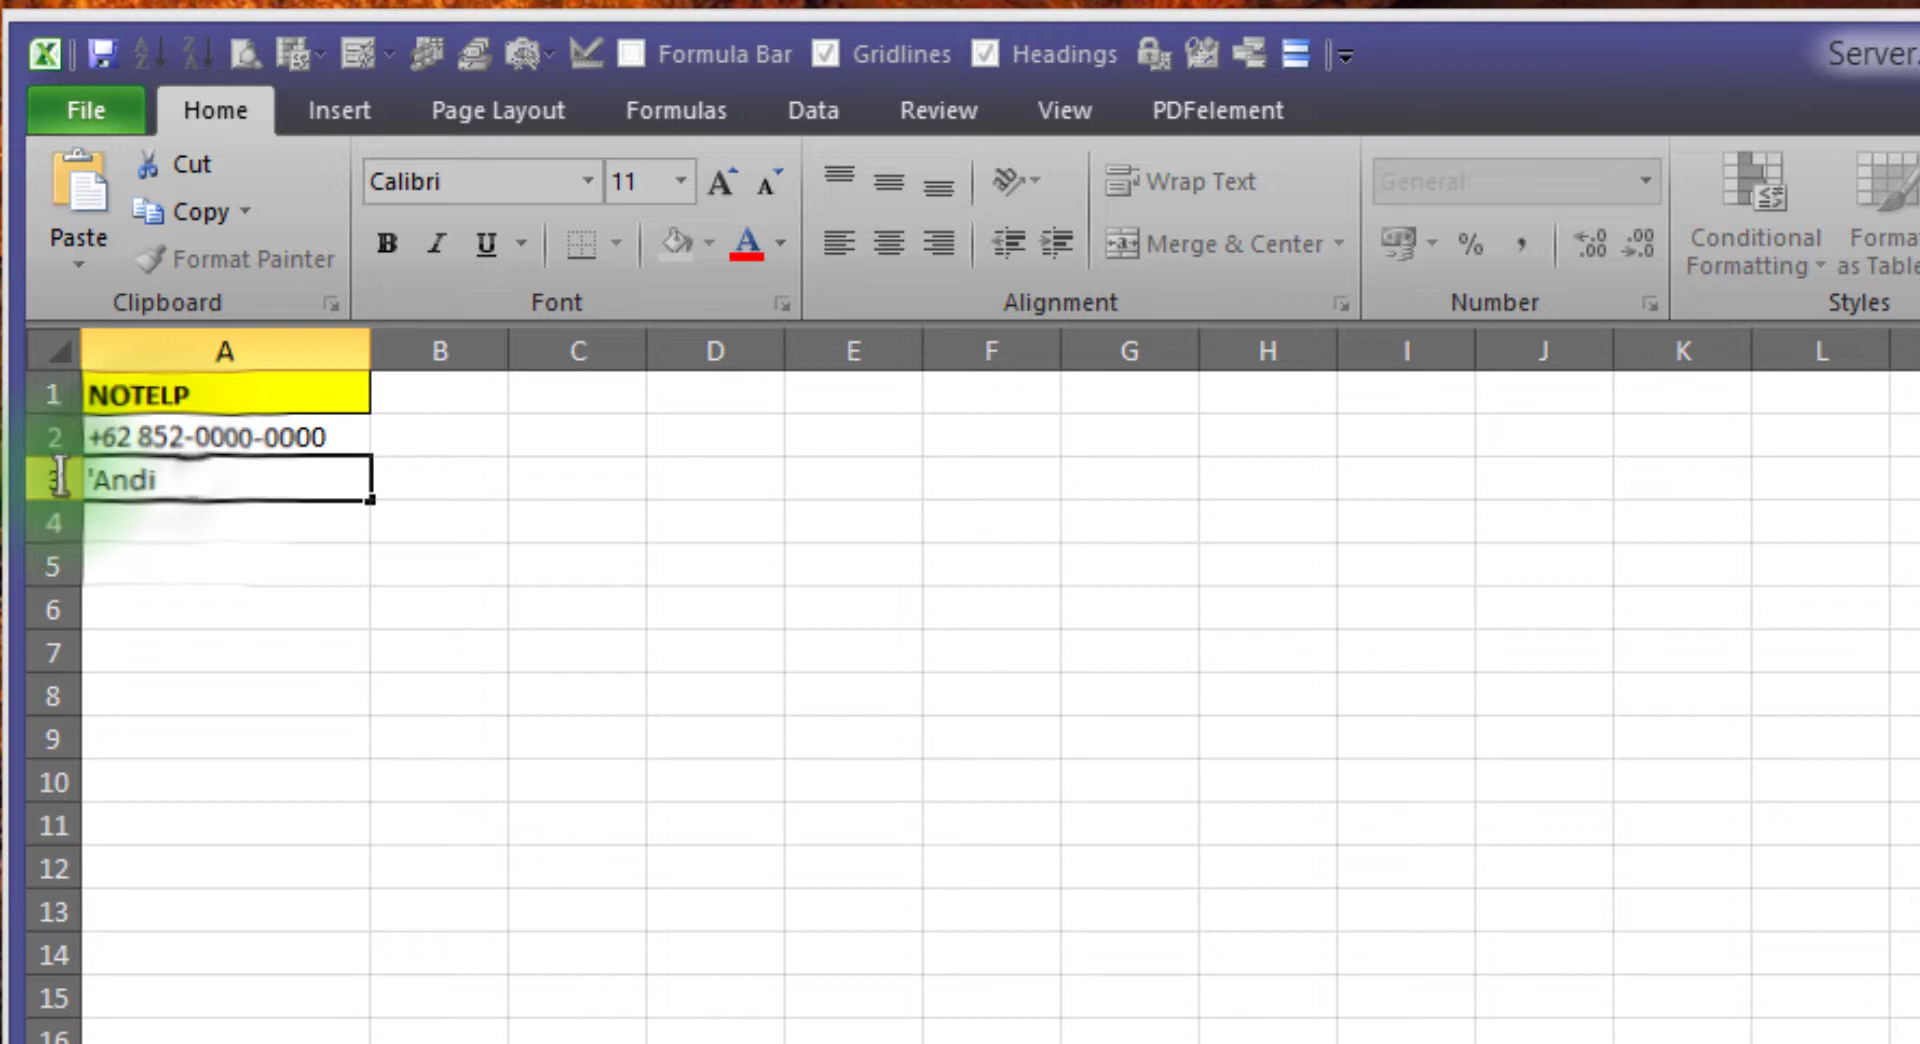 Formula Bar Gridlines Headings Server.
File Home Insert Page Layout Formulas Data Review View PDFelement
Cut
Copy
Paste
Format Painter
Clipboard
Calibri 11
B I U A
Font
Wrap Text
Merge & Center
Alignment
General
% , .00 .00
Number
Conditional Formatting
Forma
as Table
Styles
A B C D E F G H I J K L
1 NOTELP
2 +62 852-0000-0000
3 'Andi
4
5
6
7
8
9
10
11
12
13
14
15
16